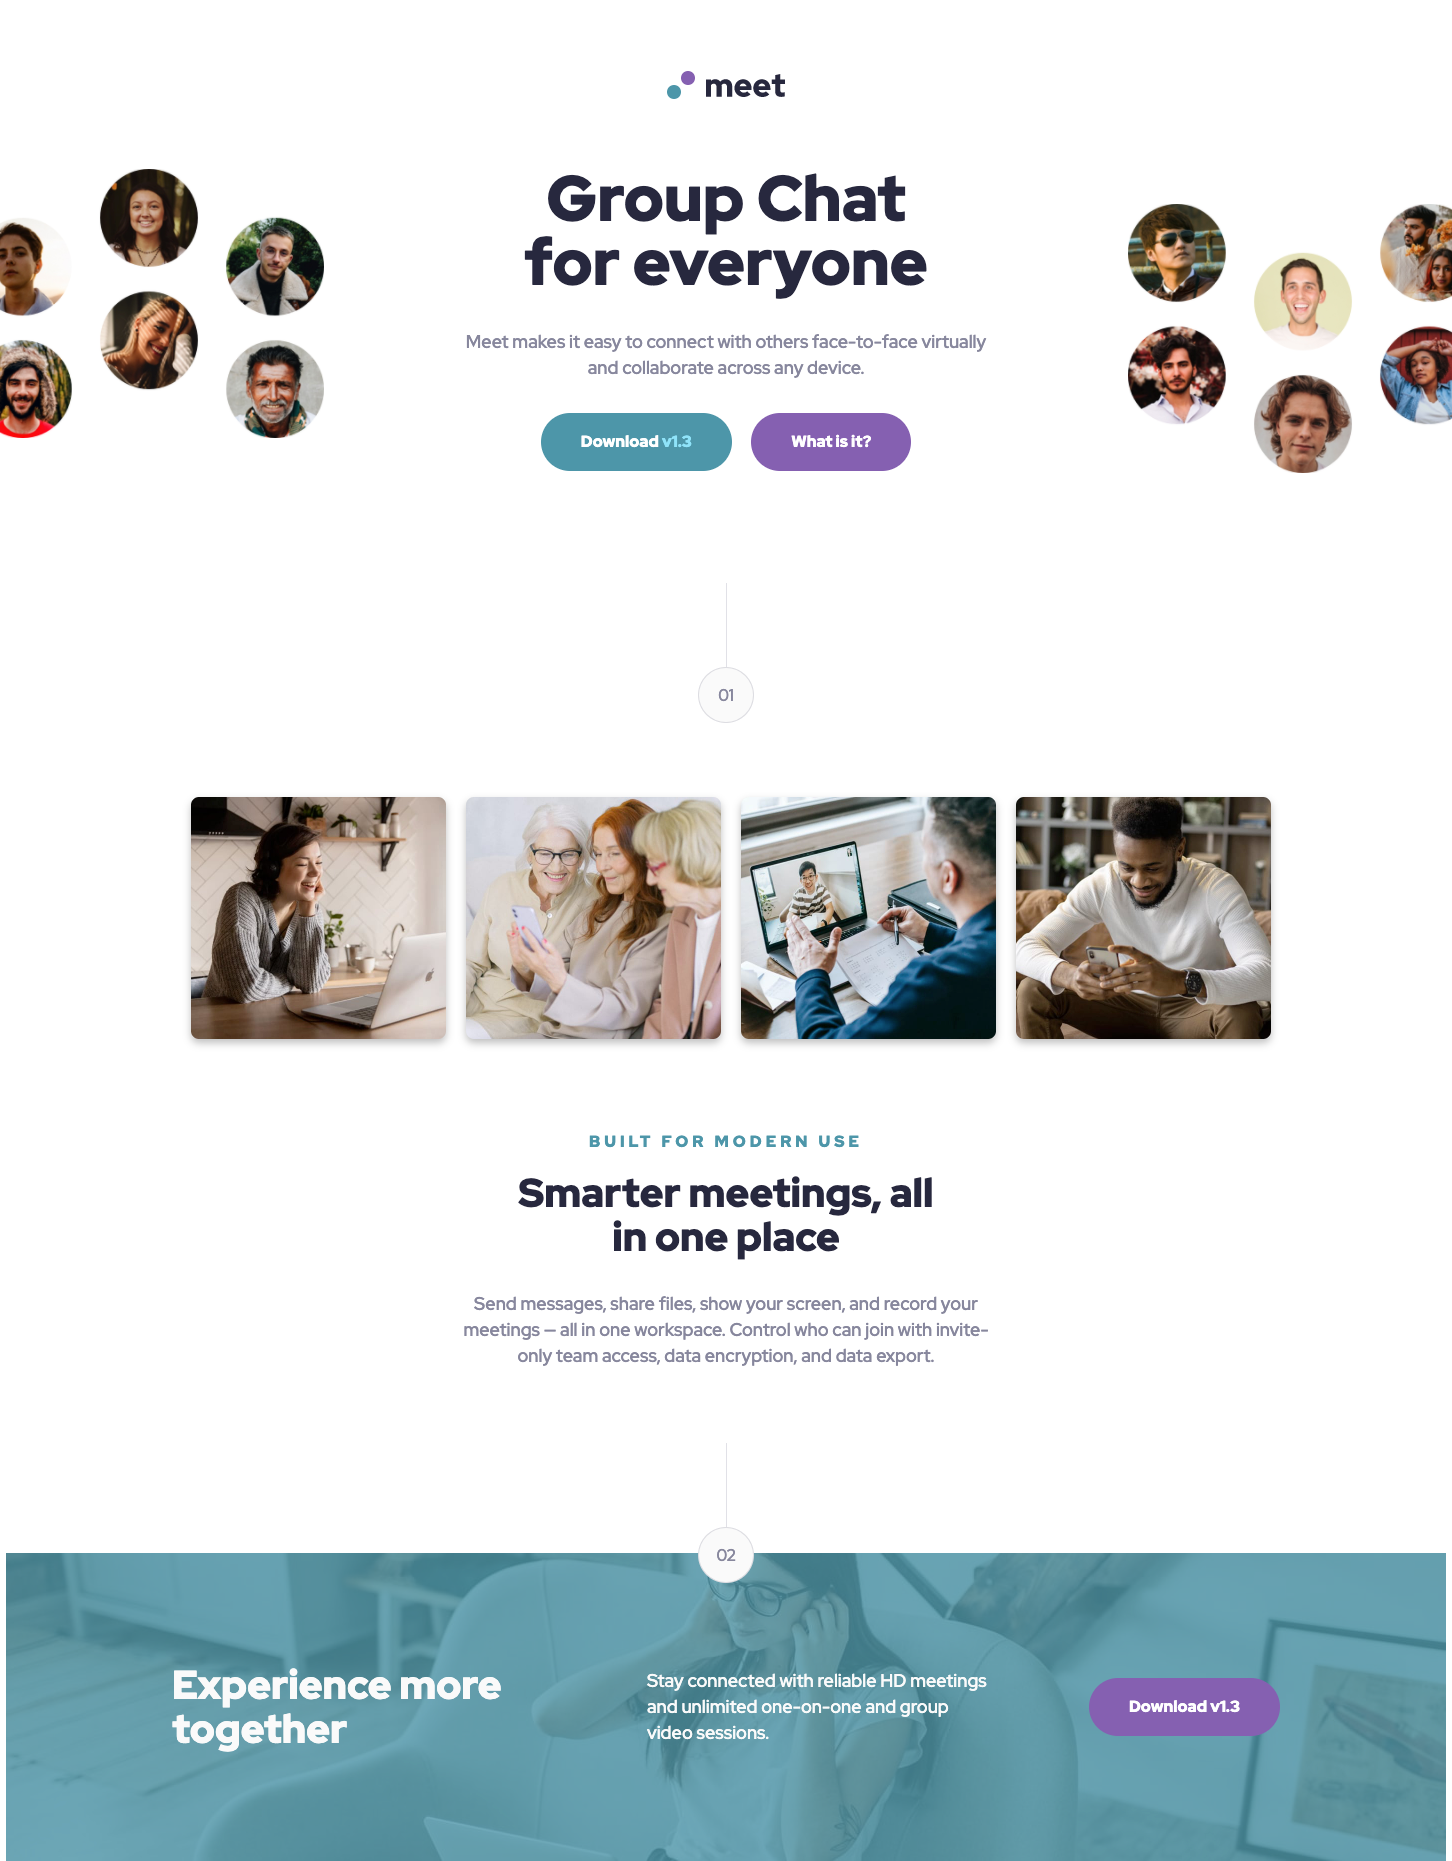 meet
Group Chat
for everyone
Meet makes it easy to connect with others face-to-face virtually
and collaborate across any device.
Download v1.3
What is it?
01
BUILT FOR MODERN USE
Smarter meetings, all
in one place
Send messages, share files, show your screen, and record your
meetings — all in one workspace. Control who can join with invite-
only team access, data encryption, and data export.
02
Experience more
together
Stay connected with reliable HD meetings
and unlimited one-on-one and group
video sessions.
Download v1.3